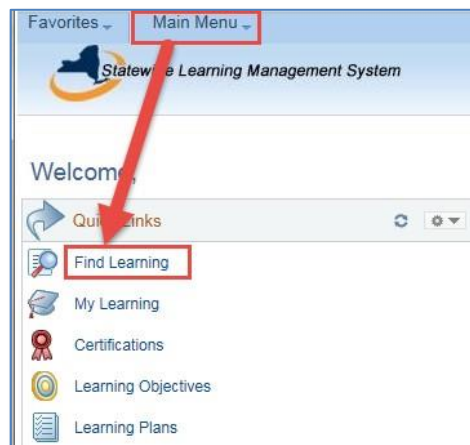 Favorites Main Menu
Statewide Learning Management System
Welcome,
Quick Links
Find Learning
My Learning
Certifications
Learning Objectives
Learning Plans